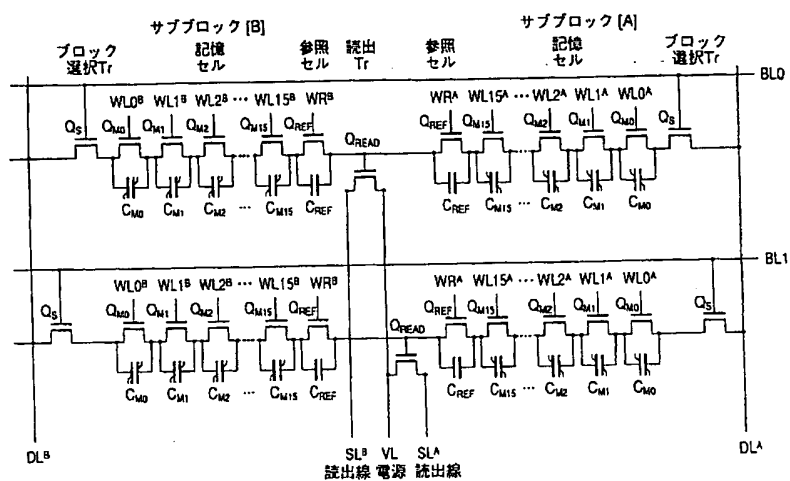 サブブロック [B] サブブロック [A]
ブロック 記憶 参照 読出 参照 記憶 ブロック
選択Tr セル セル Tr セル セル 選択Tr
BL0
WL0B WL1B WL2B ··· WL15B WRB WRA WL15A ··· WL2A WL1A WL0A
QS QM0 QM1 QM2 QM15 QREF QREAD QREF QM15 QM2 QM1 QM0 QS
CM0 CM1 CM2 ··· CM15 CREF CREF CM15 ··· CM2 CM1 CM0
BL1
WL0B WL1B WL2B ··· WL15B WRB WRA WL15A ··· WL2A WL1A WL0A
QS QM0 QM1 QM2 QM15 QREF QREAD QREF QM15 QM2 QM1 QM0 QS
CM0 CM1 CM2 ··· CM15 CREF CREF CM15 ··· CM2 CM1 CM0
DLB SLB VL SLA DLA
読出線 電源 読出線